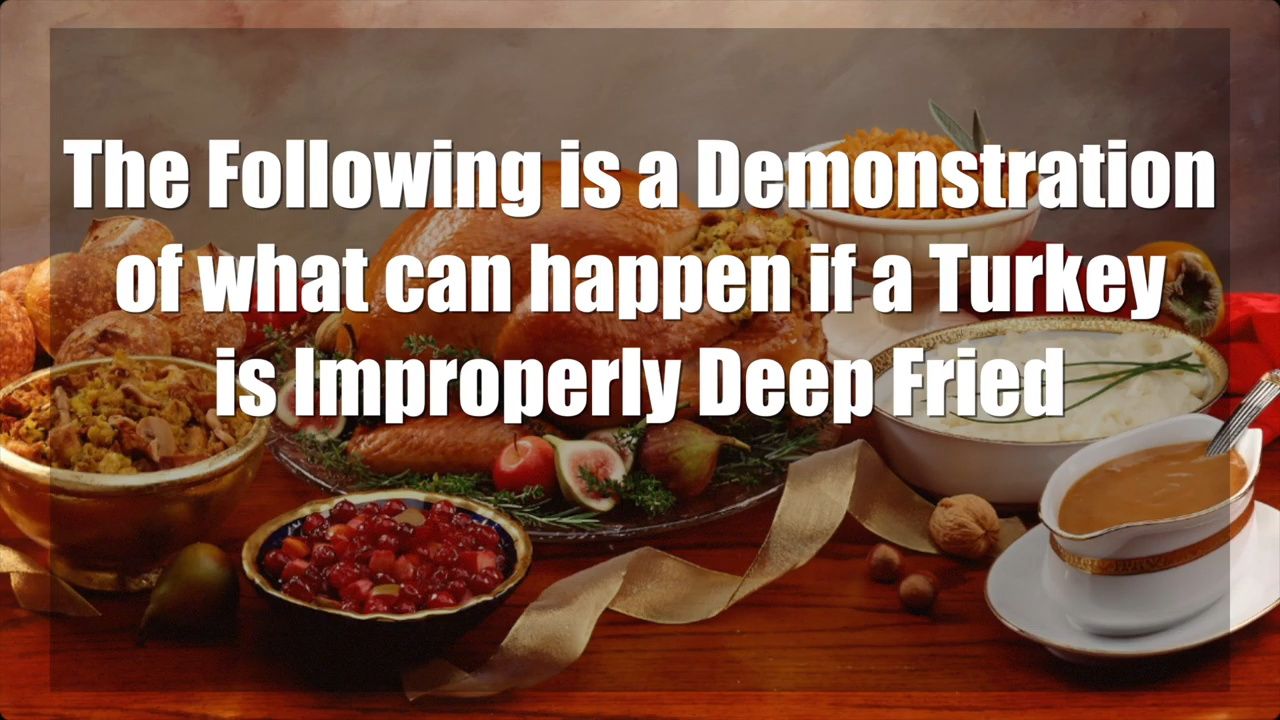 The Following is a Demonstration
of what can happen if a Turkey
is Improperly Deep Fried